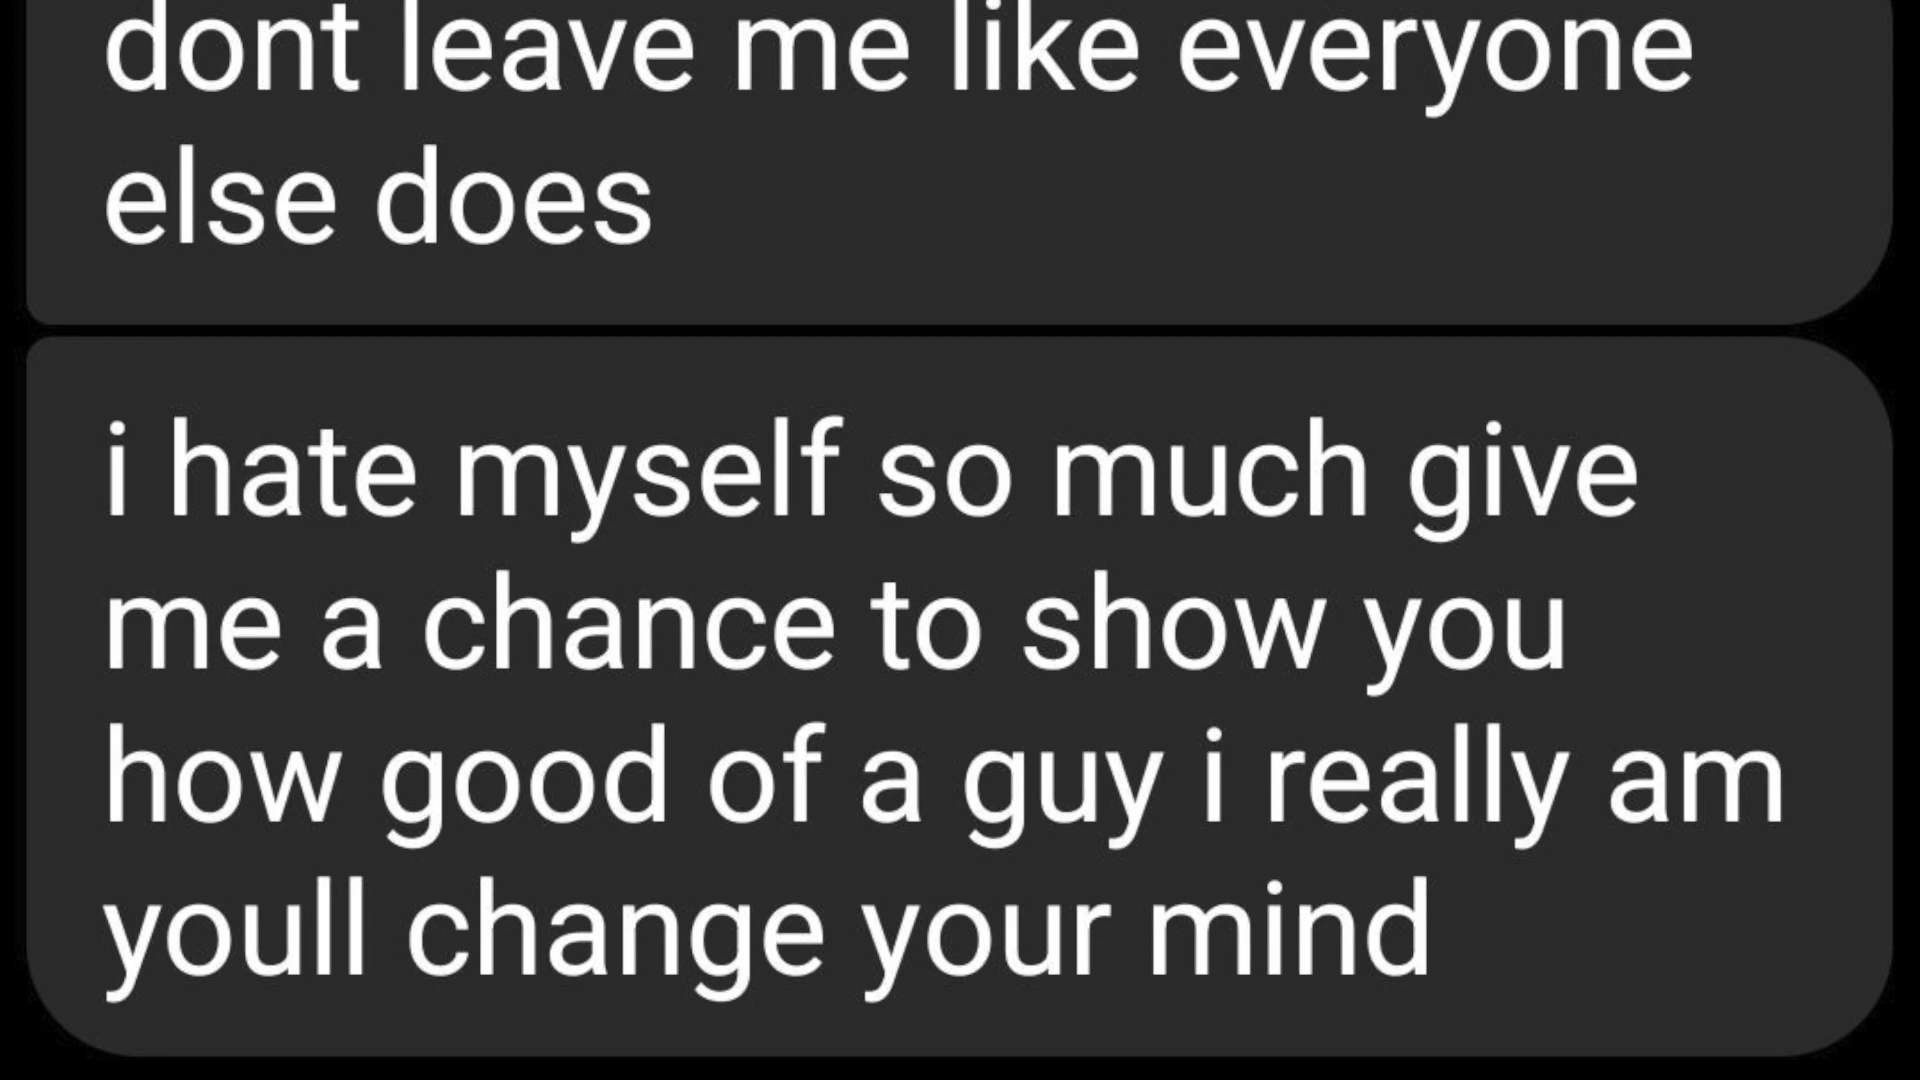 dont leave me like everyone
else does
i hate myself so much give
me a chance to show you
how good of a guy i really am
youll change your mind